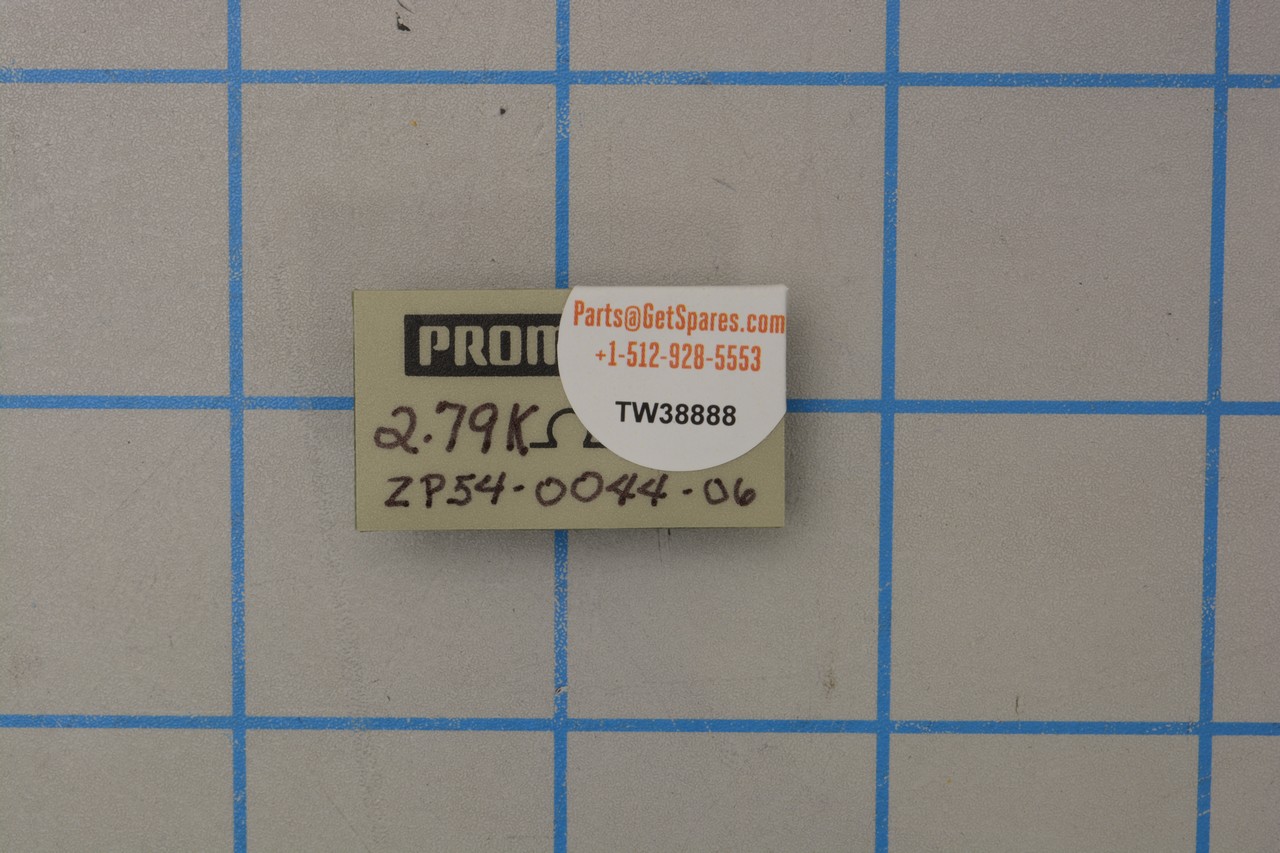 PROM
Parts@GetSpares.com
+1-512-928-5553
TW38888
2.79KΩ
ZP54-0044-06